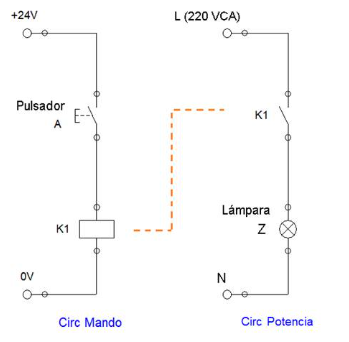 +24V
L (220 VCA)
Pulsador
A
K1
K1
Lámpara
Z
0V
N
Circ Mando
Circ Potencia